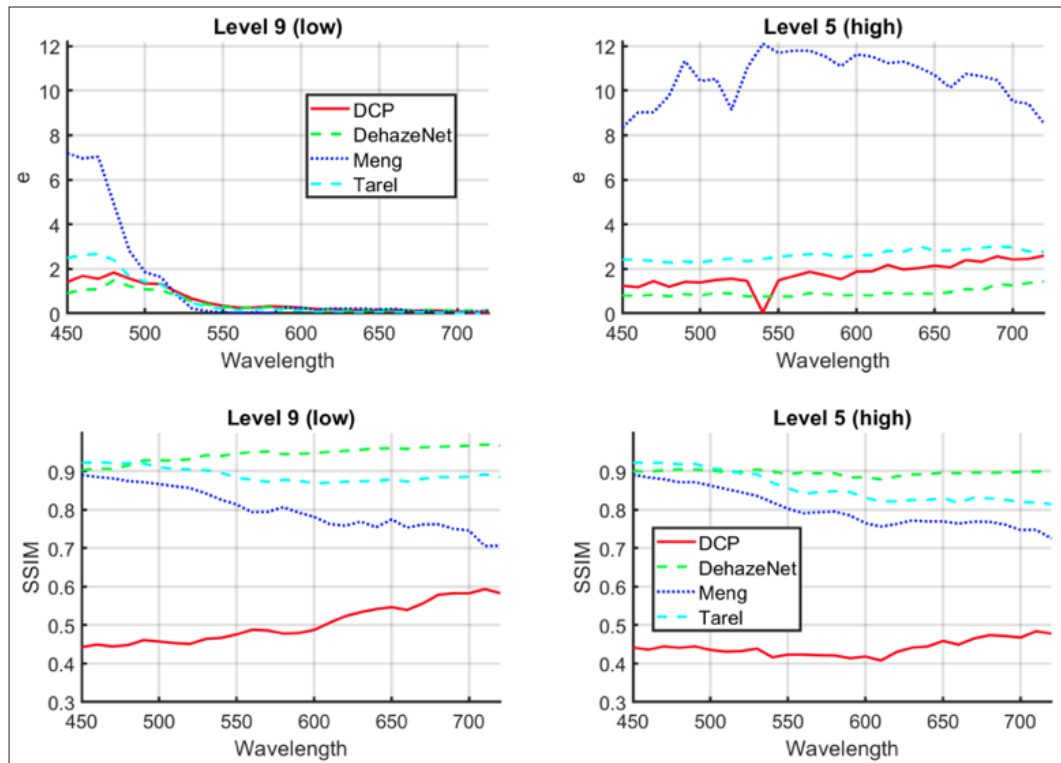 Level 9 (low)
12
10
8
6
4
2
0
e
DCP
DehazeNet
Meng
Tarel
450 500 550 600 650 700
Wavelength
Level 5 (high)
12
10
8
6
4
2
0
e
450 500 550 600 650 700
Wavelength
Level 9 (low)
0.9
0.8
0.7
0.6
0.5
0.4
0.3
SSIM
450 500 550 600 650 700
Wavelength
Level 5 (high)
0.9
0.8
0.7
0.6
0.5
0.4
0.3
SSIM
DCP
DehazeNet
Meng
Tarel
450 500 550 600 650 700
Wavelength